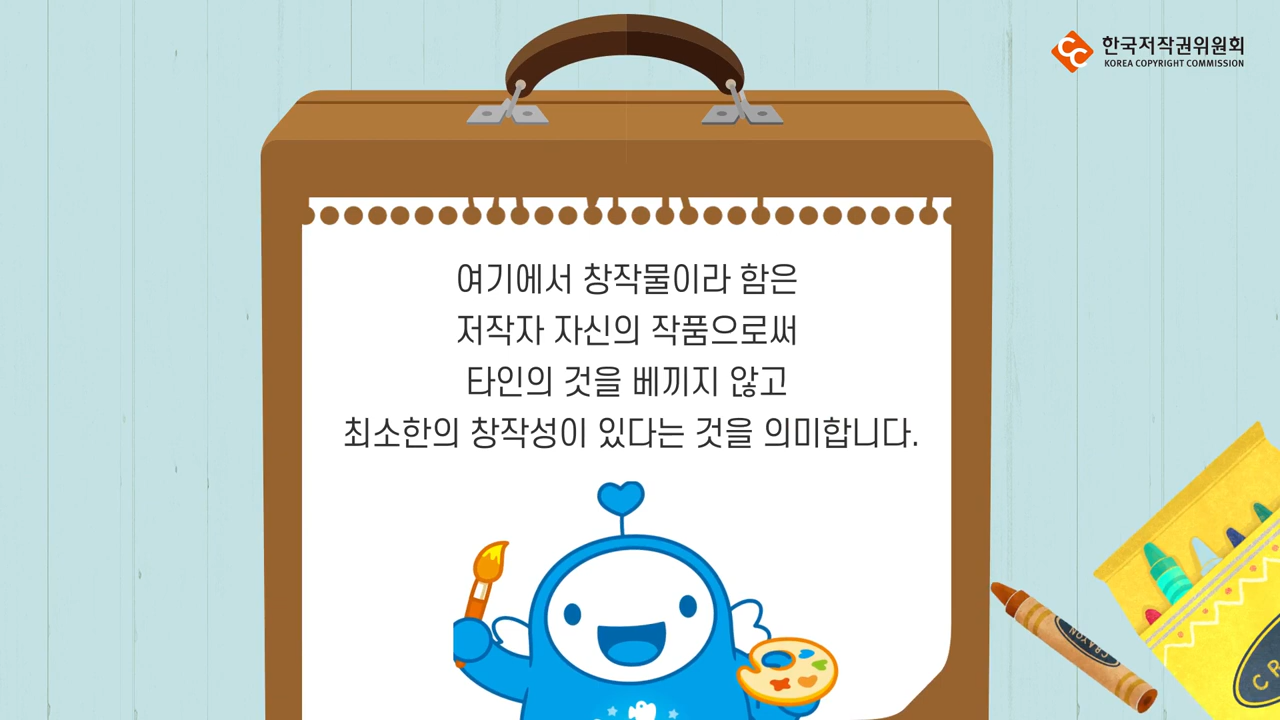 한국저작권위원회
KOREA COPYRIGHT COMMISSION
여기에서 창작물이라 함은
저작자 자신의 작품으로써
타인의 것을 베끼지 않고
최소한의 창작성이 있다는 것을 의미합니다.
CRAYON